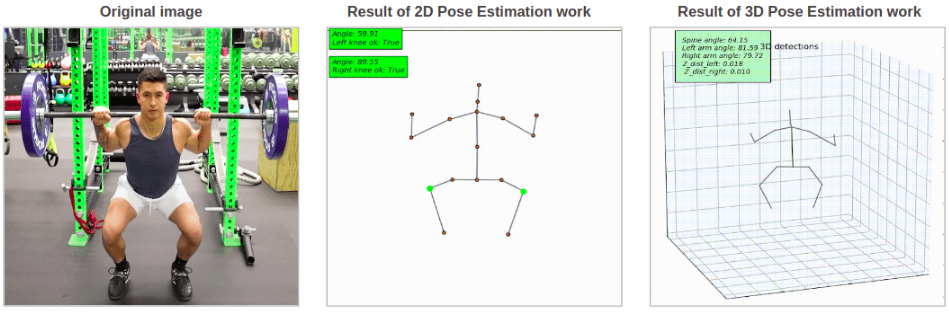 Original image
Result of 2D Pose Estimation work
Result of 3D Pose Estimation work
Angle: 59.91
Left knee ok: True
Angle: 89.55
Right knee ok: True
Spine angle: 64.15
Left arm angle: 81.59 3D detections
Right arm angle: 79.72
Z_dist_left: 0.018
Z_dist_right: 0.010